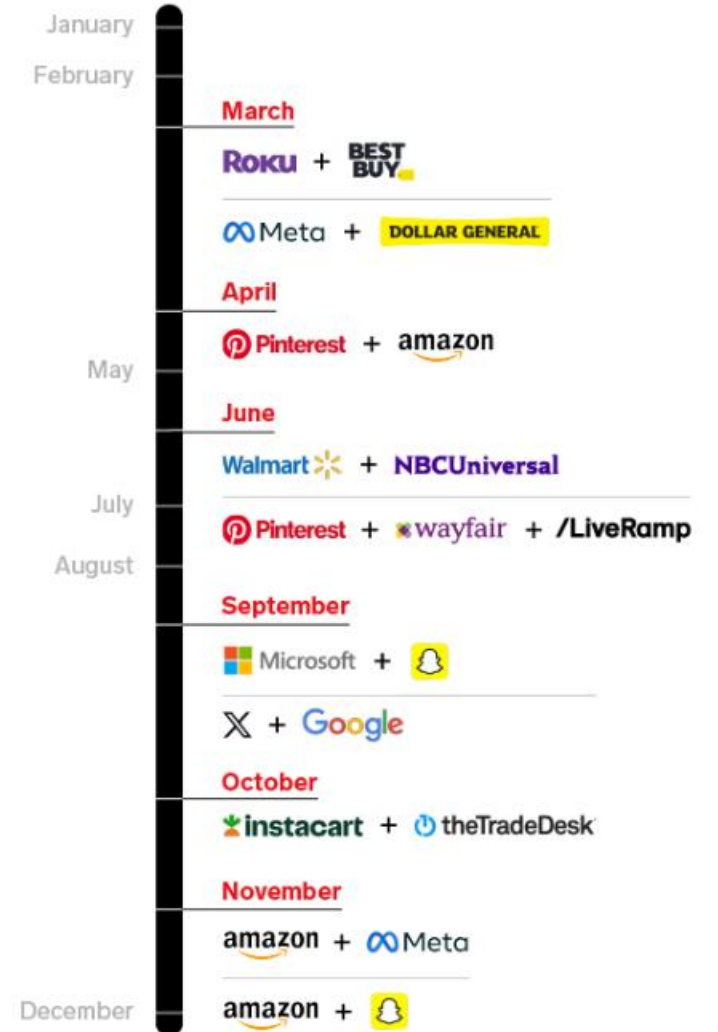 January
February
March
ROKU + BEST BUY
Meta + DOLLAR GENERAL
April
Pinterest + amazon
May
June
Walmart + NBCUniversal
July
Pinterest + wayfair + /LiveRamp
August
September
Microsoft +
X + Google
October
instacart + theTradeDesk
November
amazon + Meta
December
amazon +